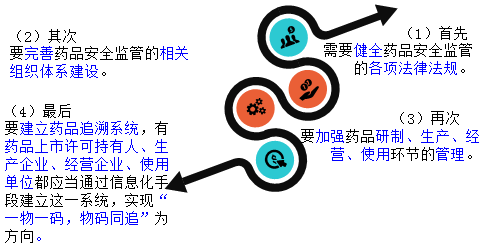 （1）首先
需要健全药品安全监管
的各项法律法规。
（2）其次
要完善药品安全监管的相关
组织体系建设。
（3）再次
要加强药品研制、生产、经
营、使用环节的管理。
（4）最后
要建立药品追溯系统，有
药品上市许可持有人、生
产企业、经营企业、使用
单位都应当通过信息化手
段建立这一系统，实现“
一物一码，物码同追”为
方向。